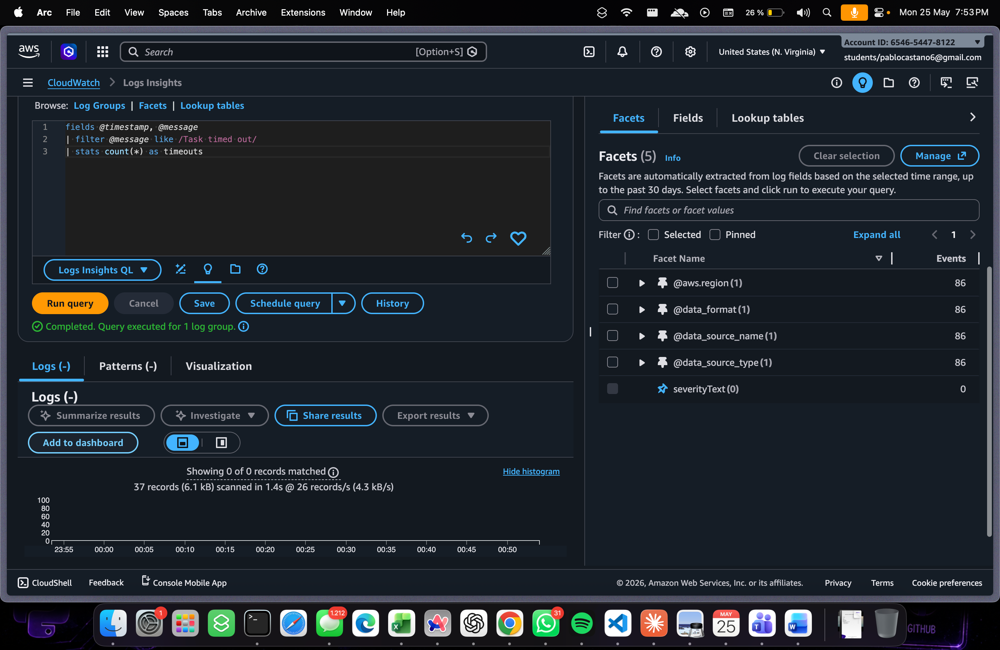 Arc File Edit View Spaces Tabs Archive Extensions Window Help 26 % Mon 25 May 7:53 PM
aws Search [Option+S] United States (N. Virginia) Account ID: 6546-5447-8122
students/pablocastano6@gmail.com
CloudWatch Logs Insights
Browse: Log Groups | Facets | Lookup tables
1 fields @timestamp, @message
2 | filter @message like /Task timed out/
3 | stats count(*) as timeouts
Logs Insights QL
Run query Cancel Save Schedule query History
Completed. Query executed for 1 log group.
Logs (-) Patterns (-) Visualization
Logs (-)
Summarize results Investigate Share results Export results
Add to dashboard
Showing 0 of 0 records matched Hide histogram
37 records (6.1 kB) scanned in 1.4s @ 26 records/s (4.3 kB/s)
100
80
60
40
20
0
23:55 00:00 00:05 00:10 00:15 00:20 00:25 00:30 00:35 00:40 00:45 00:50
Facets Fields Lookup tables
Facets (5) Info Clear selection Manage
Facets are automatically extracted from log fields based on the selected time range, up
to the past 30 days. Select facets and click run to execute your query.
Find facets or facet values
Filter : Selected Pinned Expand all 1
Facet Name Events
@aws.region (1) 86
@data_format (1) 86
@data_source_name (1) 86
@data_source_type (1) 86
severityText (0) 0
CloudShell Feedback Console Mobile App © 2026, Amazon Web Services, Inc. or its affiliates. Privacy Terms Cookie preferences
1 1.212 31 MAY
25
GITHUB